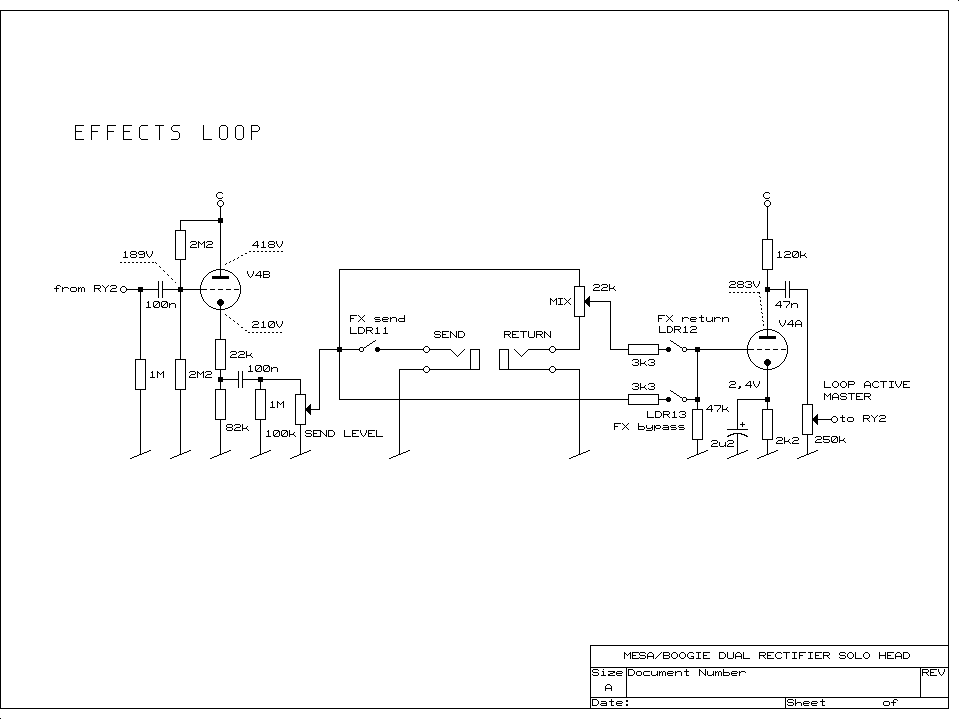 EFFECTS LOOP
C
C
2M2
418V
189V
120k
V4B
from RY2
100n
22k
MIX
283V
47n
210V
FX send
LDR11
SEND
RETURN
FX return
LDR12
V4A
22k
100n
3k3
1M
2M2
2,4V
3k3
LOOP ACTIVE
MASTER
1M
82k
100k
SEND LEVEL
LDR13
FX bypass
47k
+
to RY2
2u2
2k2
250k
MESA/BOOGIE DUAL RECTIFIER SOLO HEAD
Size
Document Number
REV
A
Date:
Sheet of